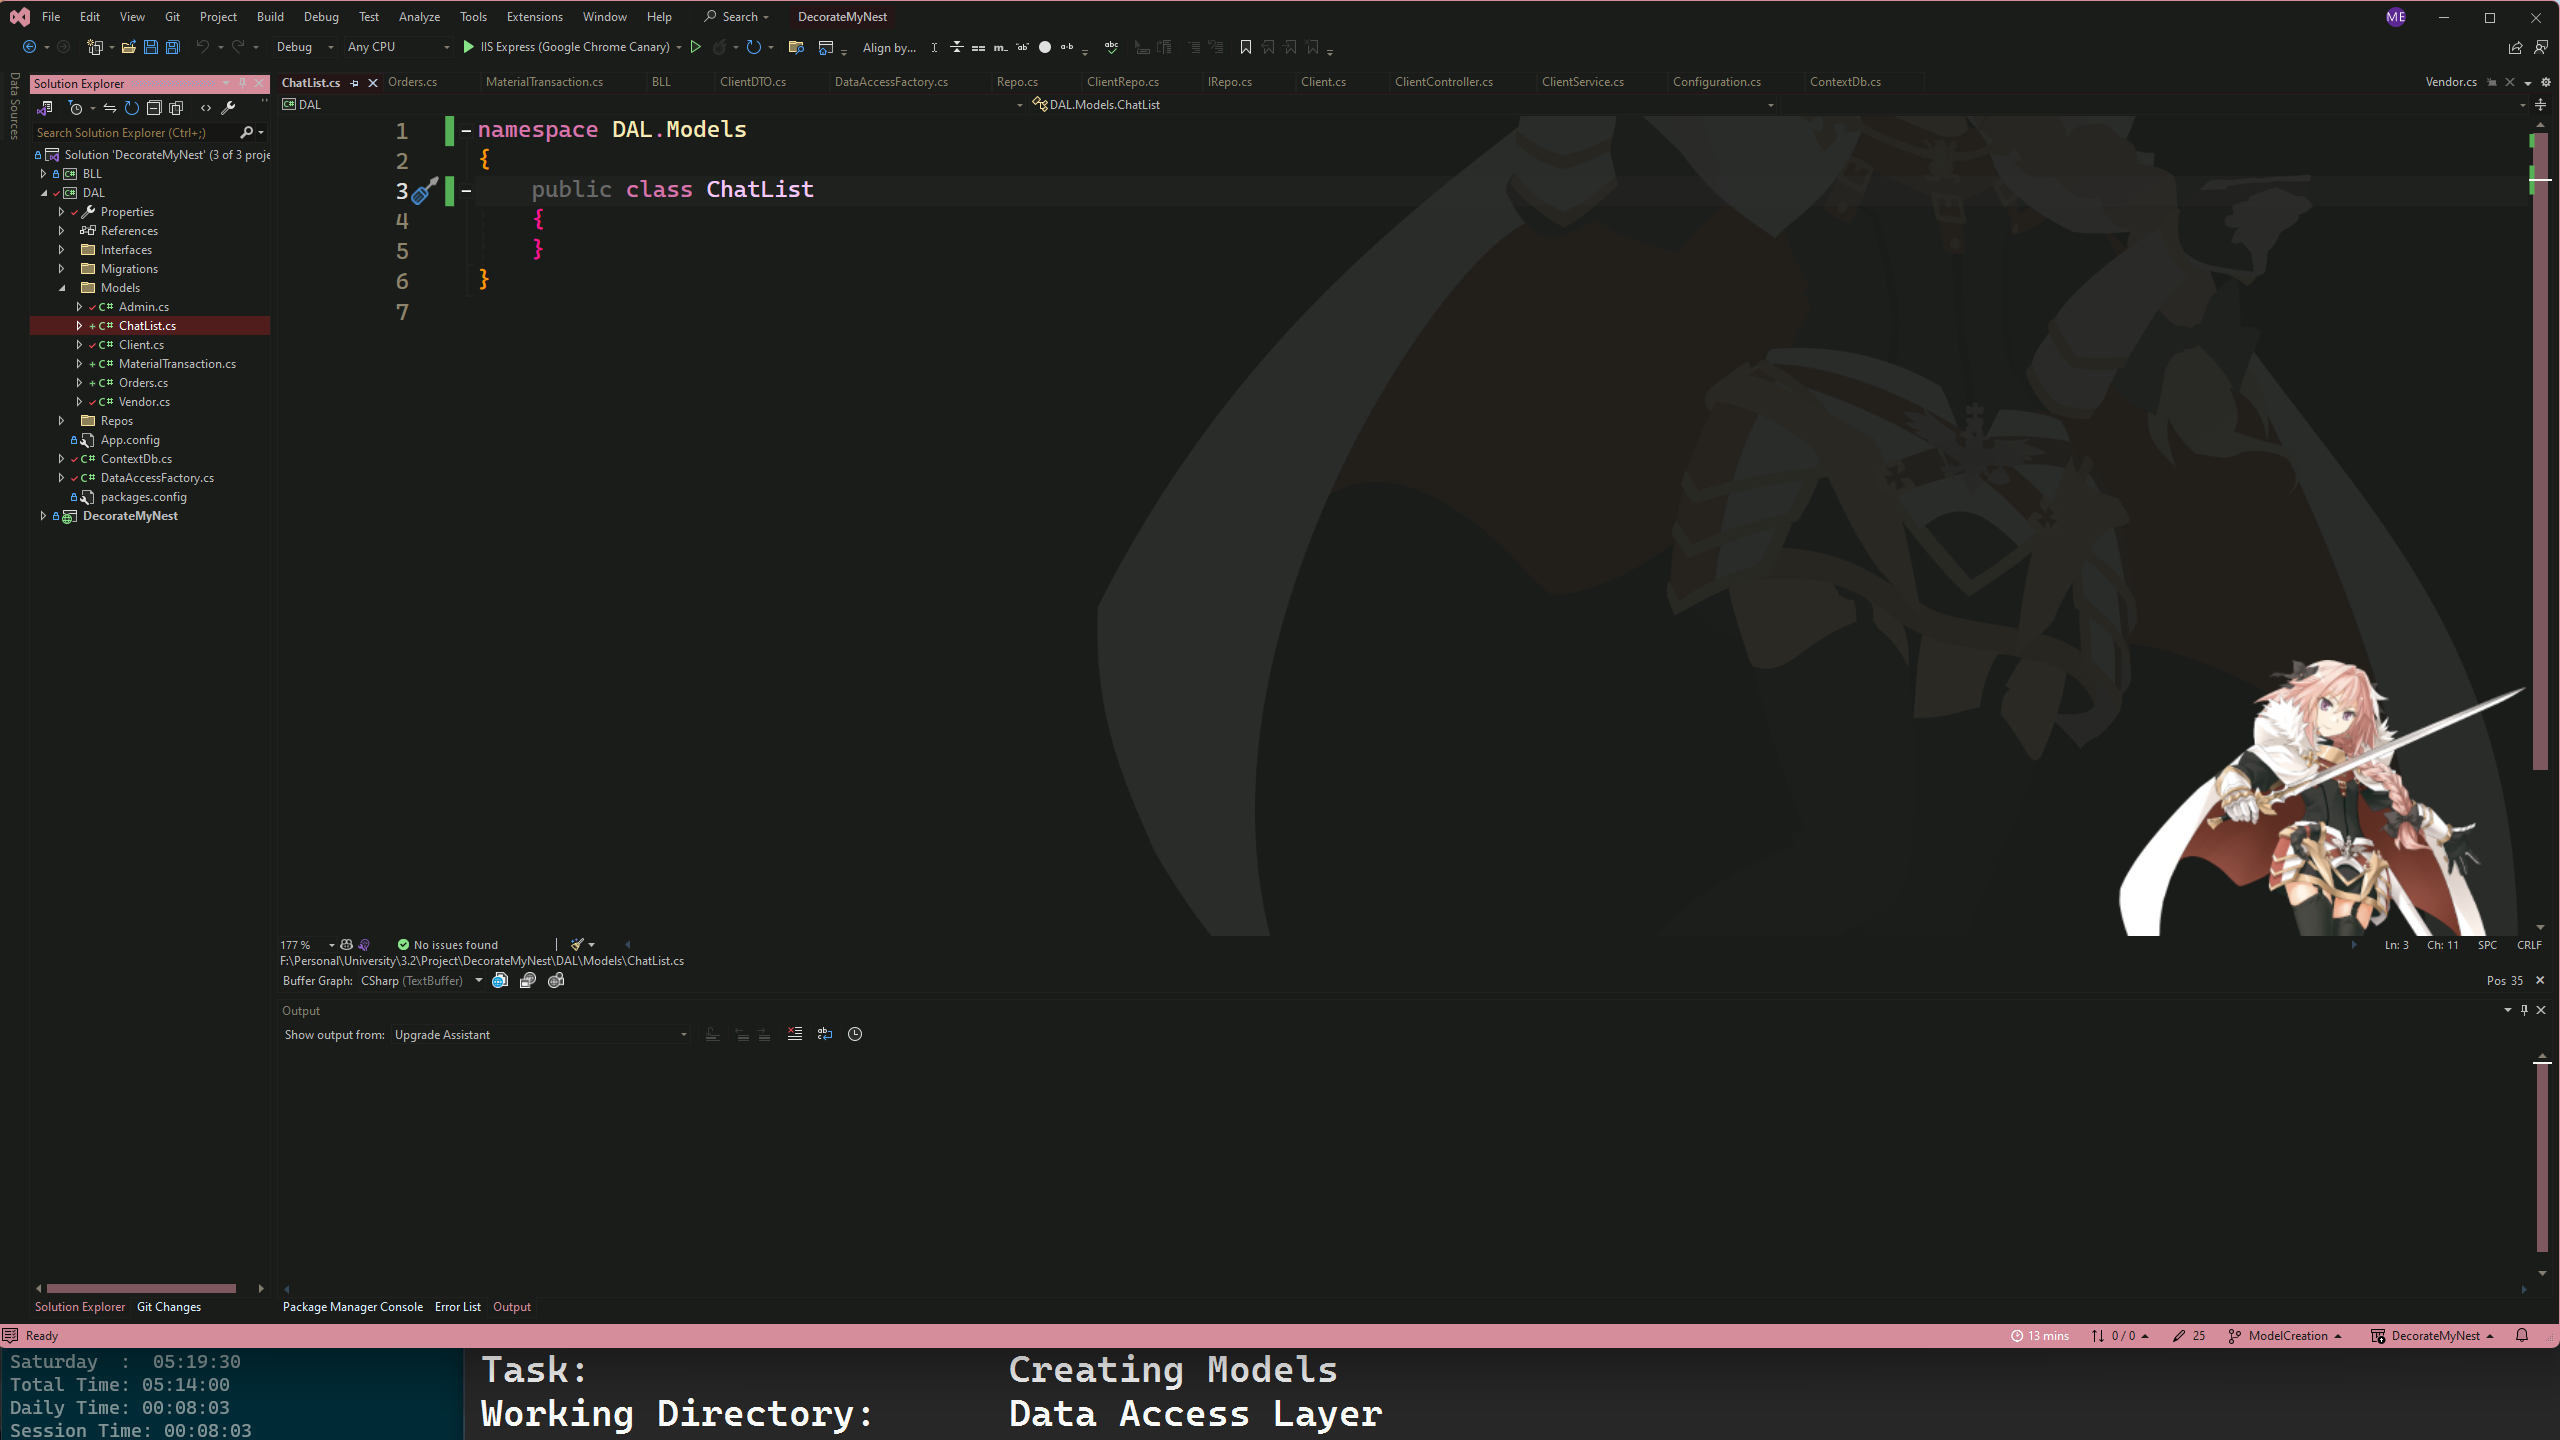 File Edit View Git Project Build Debug Test Analyze Tools Extensions Window Help Search DecorateMyNest ME
Debug Any CPU IIS Express (Google Chrome Canary) Align by...
Data Sources
Solution Explorer
Search Solution Explorer (Ctrl+;)
Solution 'DecorateMyNest' (3 of 3 proje
BLL
DAL
Properties
References
Interfaces
Migrations
Models
Admin.cs
ChatList.cs
Client.cs
MaterialTransaction.cs
Orders.cs
Vendor.cs
Repos
App.config
ContextDb.cs
DataAccessFactory.cs
packages.config
DecorateMyNest
Solution Explorer Git Changes
ChatList.cs Orders.cs MaterialTransaction.cs BLL ClientDTO.cs DataAccessFactory.cs Repo.cs ClientRepo.cs IRepo.cs Client.cs ClientController.cs ClientService.cs Configuration.cs ContextDb.cs Vendor.cs
DAL DAL.Models.ChatList
1 namespace DAL.Models
2 {
3 public class ChatList
4 {
5 }
6 }
7
177 % No issues found Ln: 3 Ch: 11 SPC CRLF
F:\Personal\University\3.2\Project\DecorateMyNest\DAL\Models\ChatList.cs
Buffer Graph: CSharp (TextBuffer) Pos 35
Output
Show output from: Upgrade Assistant
Package Manager Console Error List Output
Ready 13 mins 0 / 0 25 ModelCreation DecorateMyNest
Saturday : 05:19:30
Total Time: 05:14:00
Daily Time: 00:08:03
Session Time: 00:08:03
Task: Creating Models
Working Directory: Data Access Layer